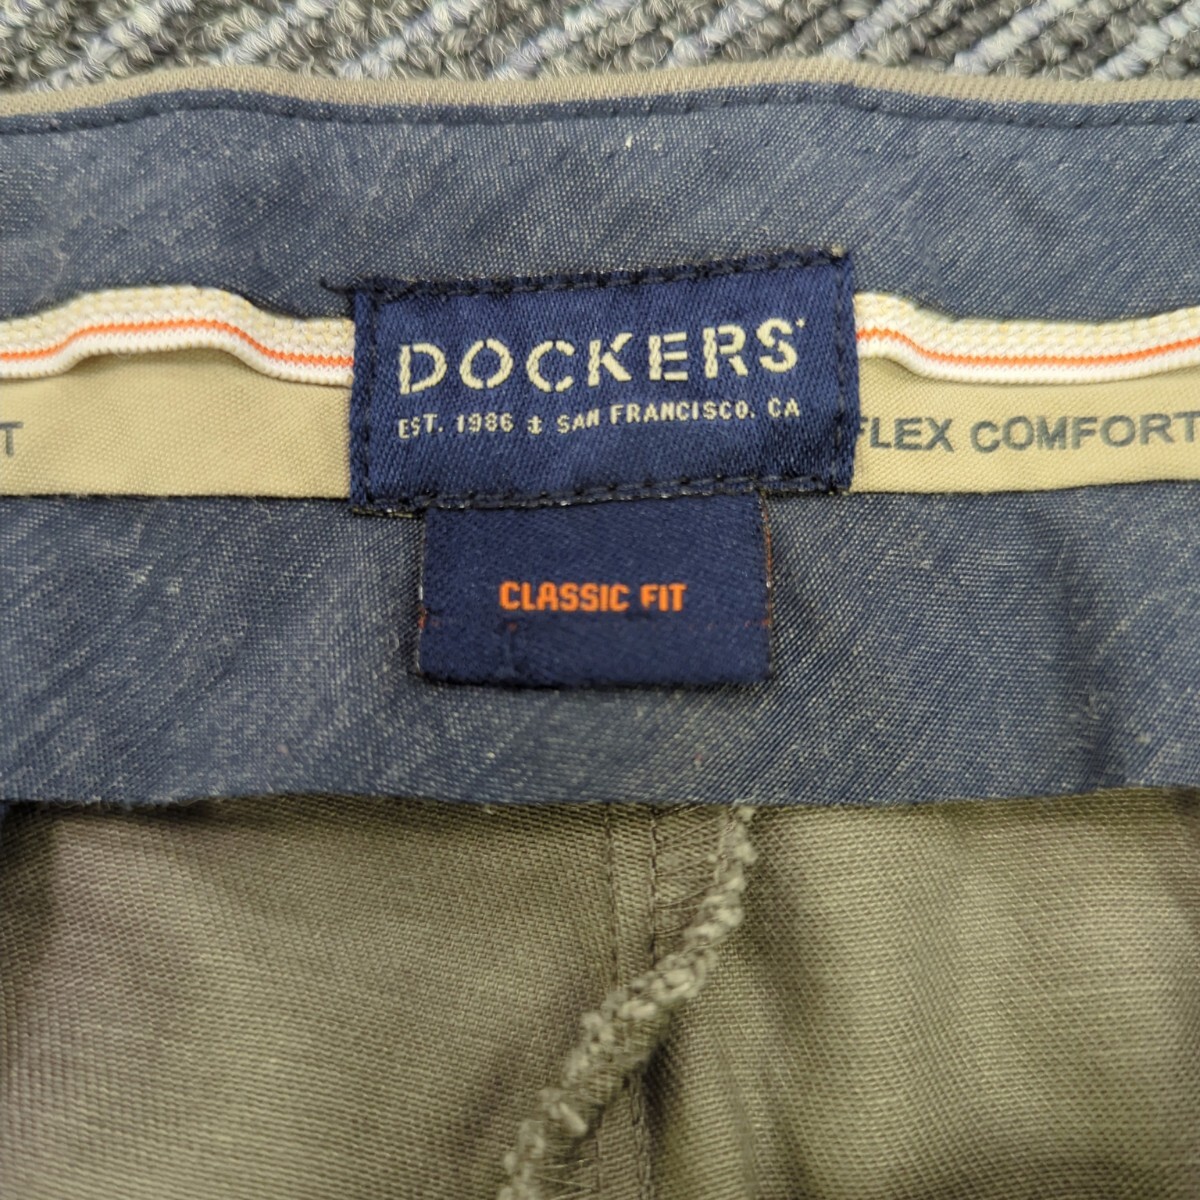 DOCKERS
EST. 1986 ⚓ SAN FRANCISCO, CA
T
FLEX COMFORT
CLASSIC FIT